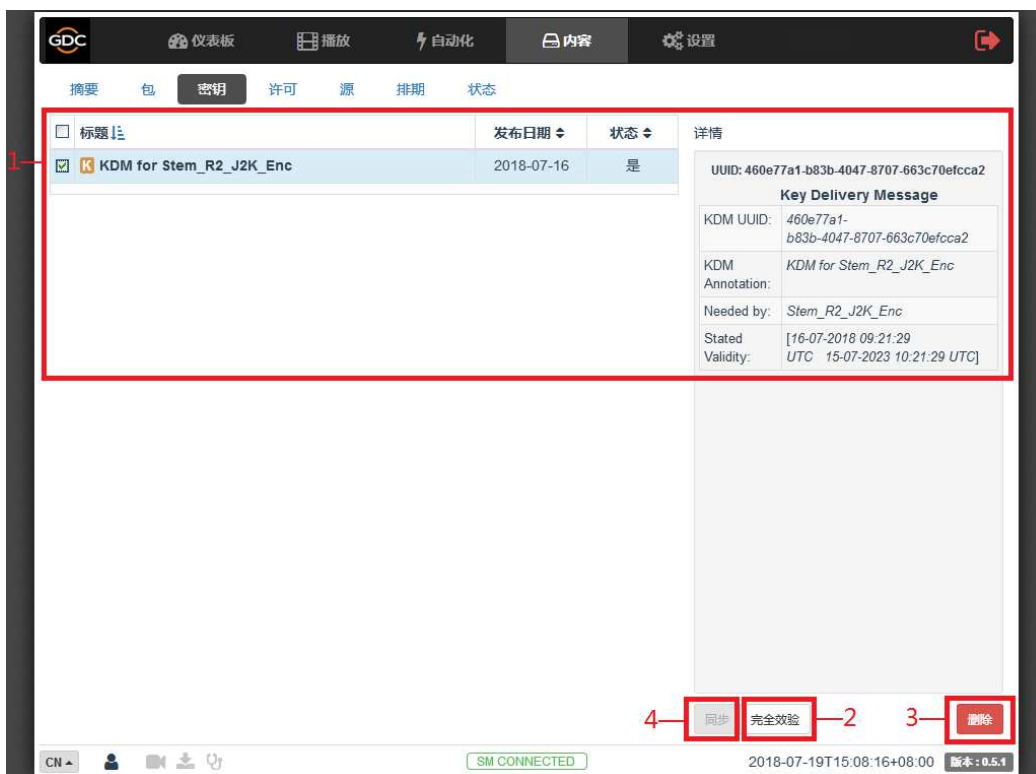 GDC 仪表板 播放 自动化 内容 设置
摘要 包 密钥 许可 源 排期 状态
标题 发布日期 状态 详情
1 K KDM for Stem_R2_J2K_Enc 2018-07-16 是
UUID: 460e77a1-b83b-4047-8707-663c70efcca2
Key Delivery Message
KDM UUID: 460e77a1-
b83b-4047-8707-663c70efcca2
KDM KDM for Stem_R2_J2K_Enc
Annotation:
Needed by: Stem_R2_J2K_Enc
Stated [16-07-2018 09:21:29
Validity: UTC 15-07-2023 10:21:29 UTC]
4 同步 完全效验 2 3 删除
CN SM CONNECTED 2018-07-19T15:08:16+08:00 版本 : 0.5.1